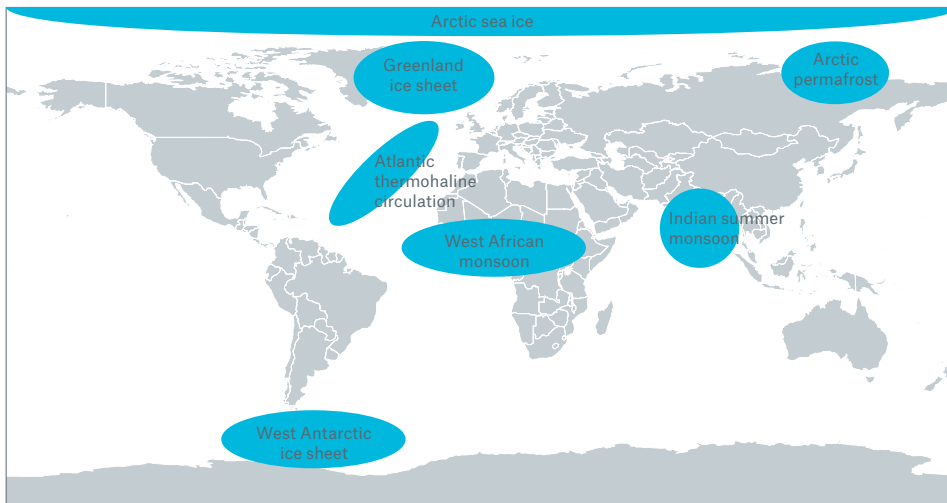 Arctic sea ice
Greenland
ice sheet
Arctic
permafrost
Atlantic
thermohaline
circulation
Indian summer
monsoon
West African
monsoon
West Antarctic
ice sheet